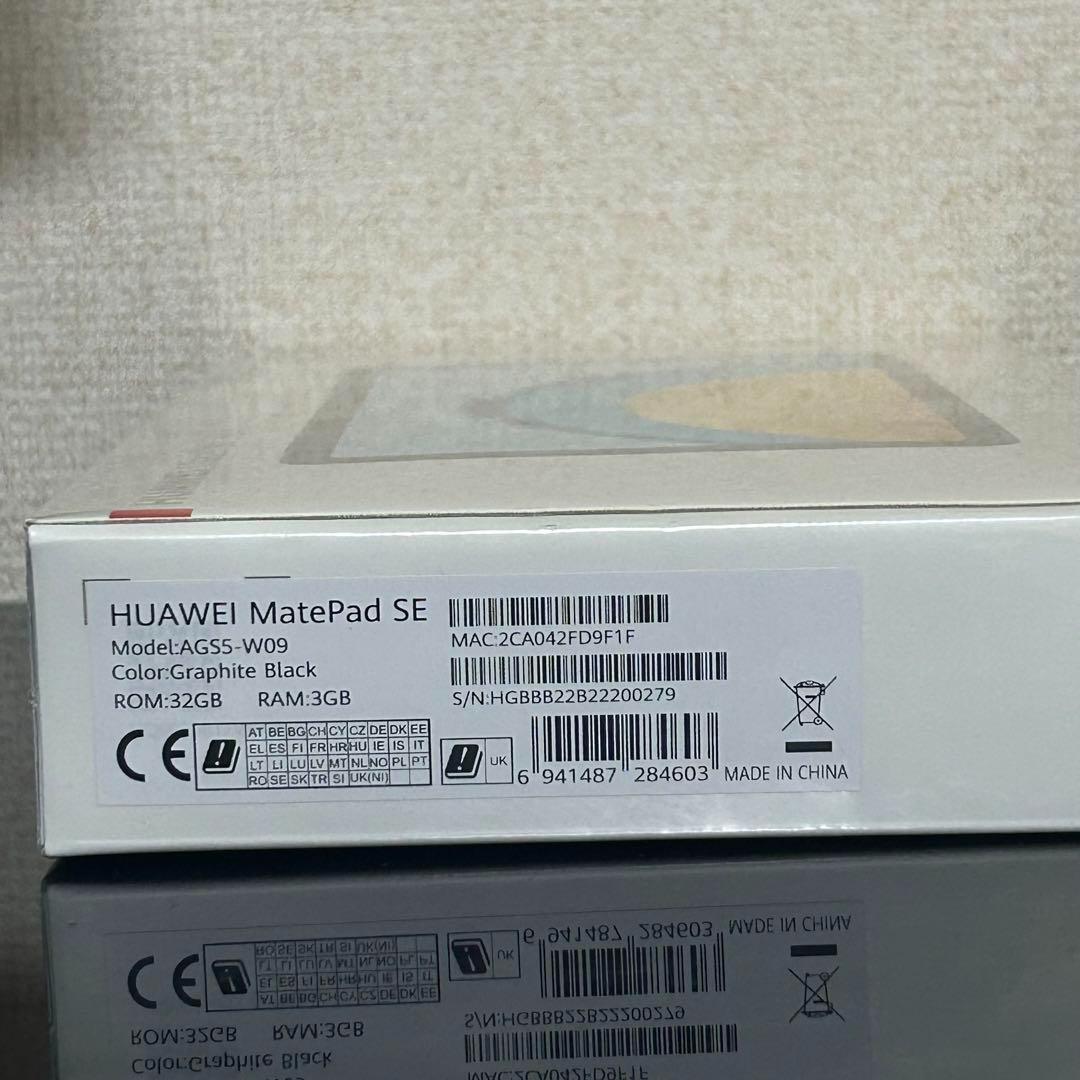 HUAWEI MatePad SE
Model:AGS5-W09
Color:Graphite Black
ROM:32GB RAM:3GB
MAC:2CA042FD9F1F
S/N:HGBBB22B22200279
CE
AT BE BG CH CY CZ DE DK EE
EL ES FI FR HR HU IE IS IT
LT LI LU LV MT NL NO PL PT
RO SE SK TR SI UK(NI)
UK
6 941487 284603
MADE IN CHINA